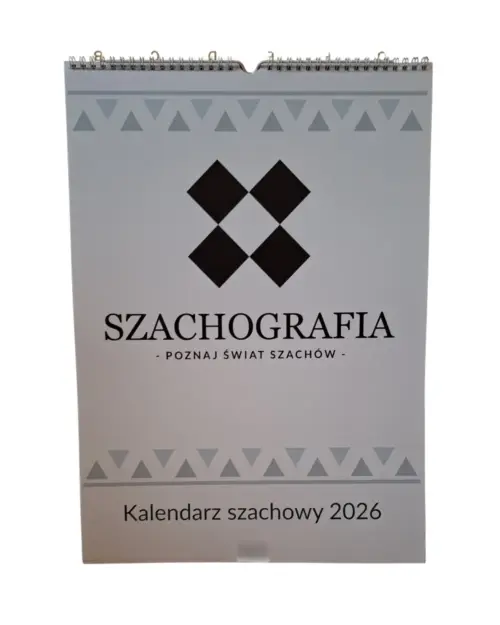 SZACHOGRAFIA
- POZNAJ ŚWIAT SZACHÓW -
Kalendarz szachowy 2026